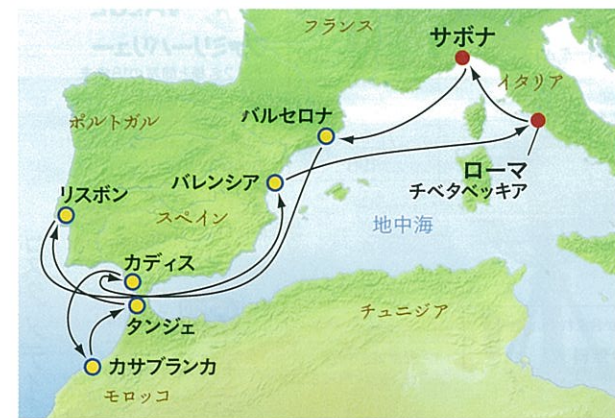 フランス
サボナ
イタリア
ポルトガル
バルセロナ
ローマ
チベタベッキア
バレンシア
リスボン
スペイン
地中海
カディス
タンジェ
チュニジア
カサブランカ
モロッコ